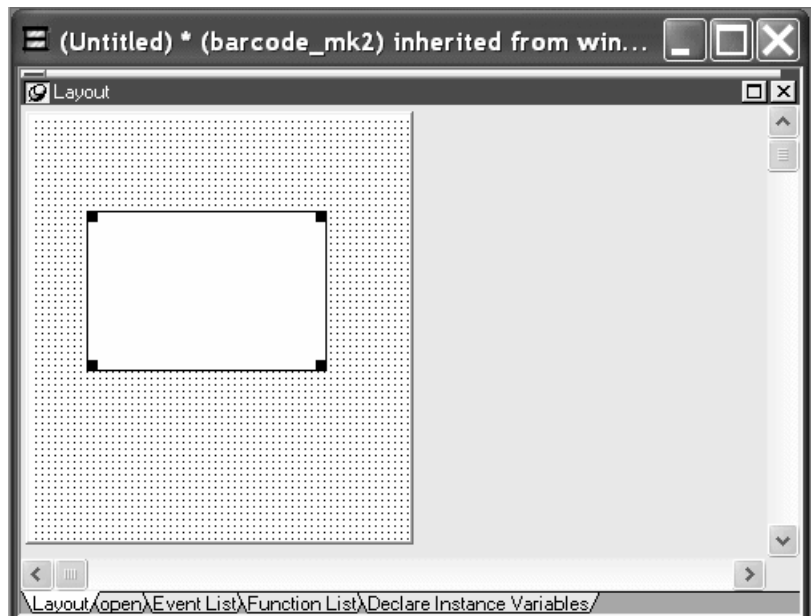 (Untitled) * (barcode_mk2) inherited from win...
Layout
Layout open Event List Function List Declare Instance Variables